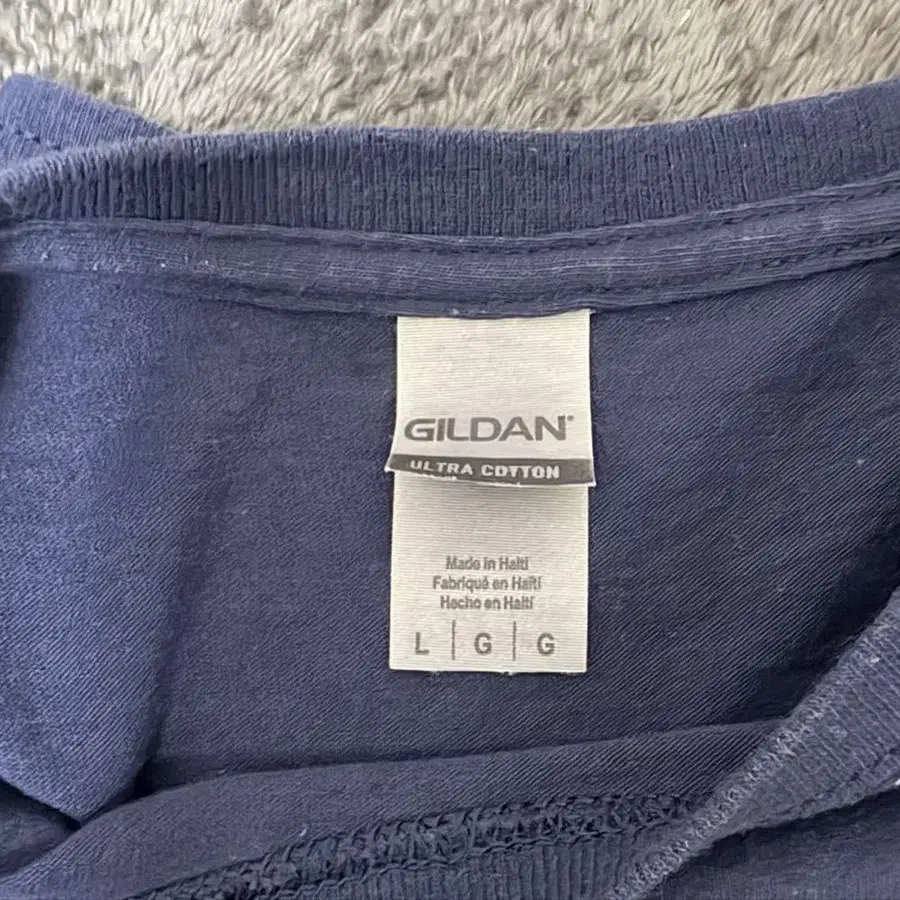 GILDAN®
ULTRA COTTON
Made in Haiti
Fabriqué en Haïti
Hecho en Haití
L | G | G